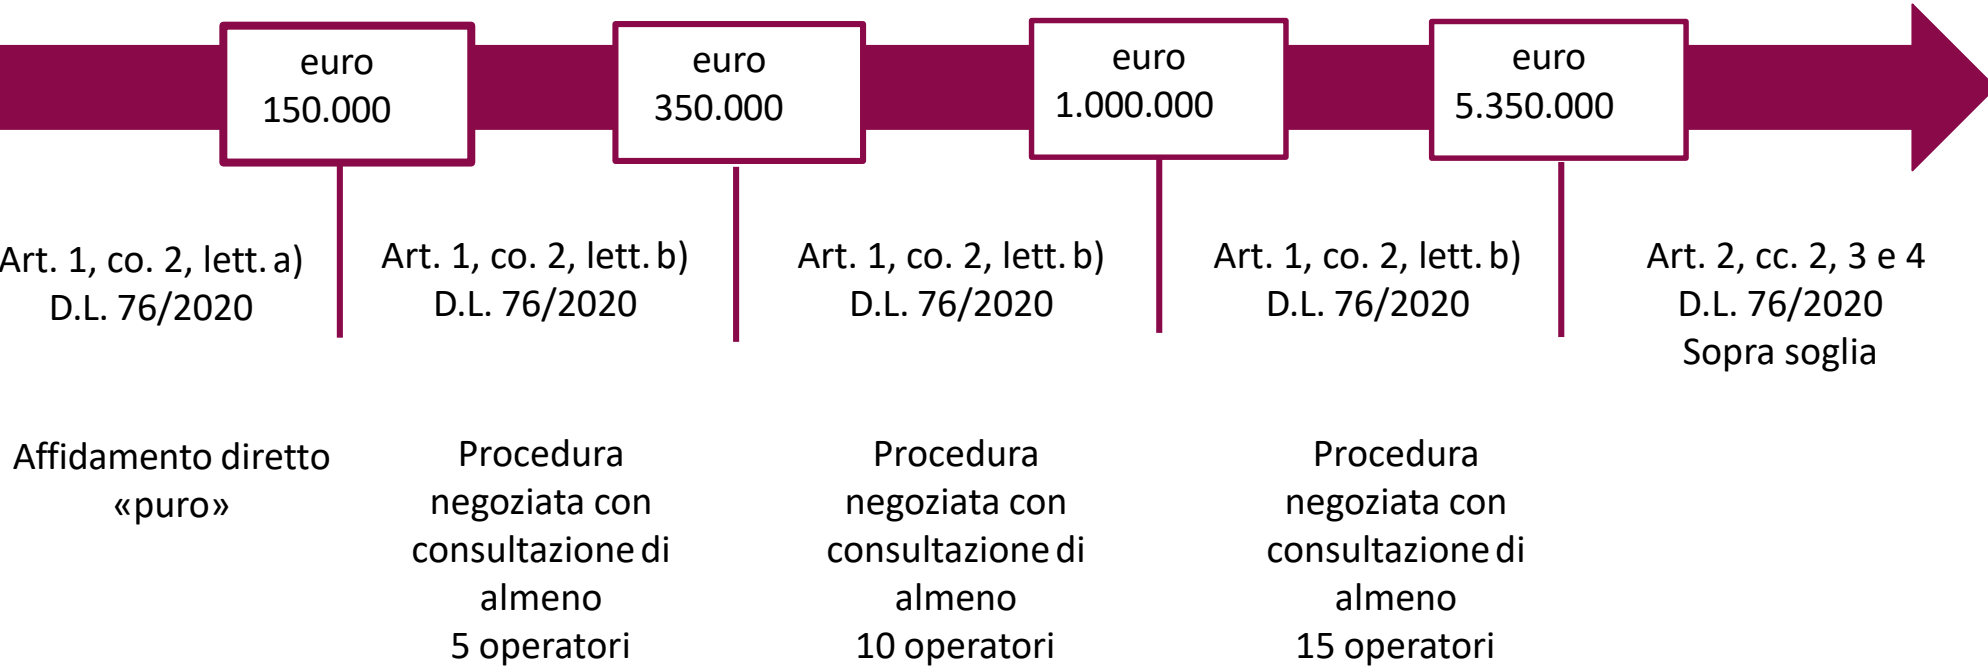 euro
150.000
euro
350.000
euro
1.000.000
euro
5.350.000
Art. 1, co. 2, lett. a)
D.L. 76/2020
Art. 1, co. 2, lett. b)
D.L. 76/2020
Art. 1, co. 2, lett. b)
D.L. 76/2020
Art. 1, co. 2, lett. b)
D.L. 76/2020
Art. 2, cc. 2, 3 e 4
D.L. 76/2020
Sopra soglia
Affidamento diretto
«puro»
Procedura
negoziata con
consultazione di
almeno
5 operatori
Procedura
negoziata con
consultazione di
almeno
10 operatori
Procedura
negoziata con
consultazione di
almeno
15 operatori